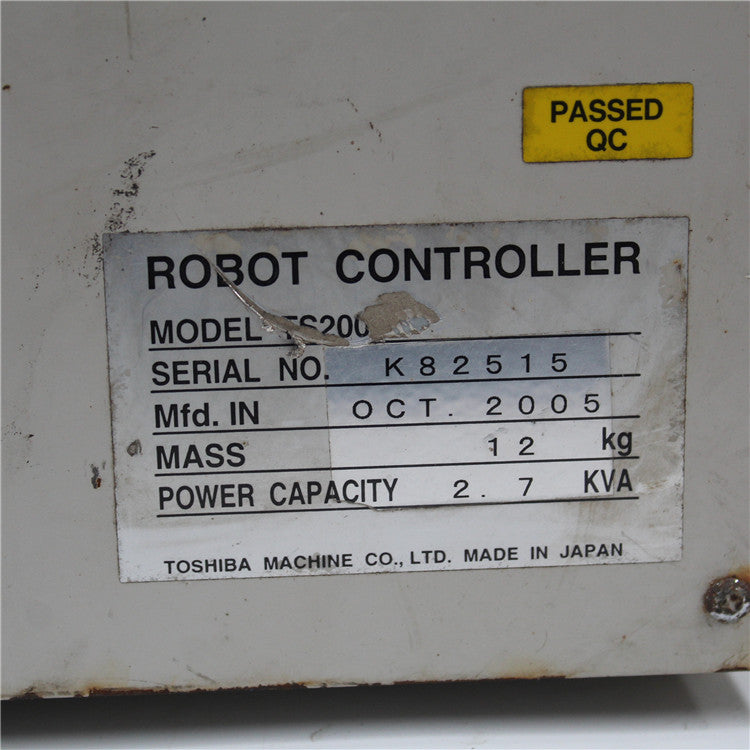 PASSED
QC
ROBOT CONTROLLER
MODEL TS200
SERIAL NO. K82515
Mfd. IN OCT. 2005
MASS 12 kg
POWER CAPACITY 2.7 KVA
TOSHIBA MACHINE CO., LTD. MADE IN JAPAN